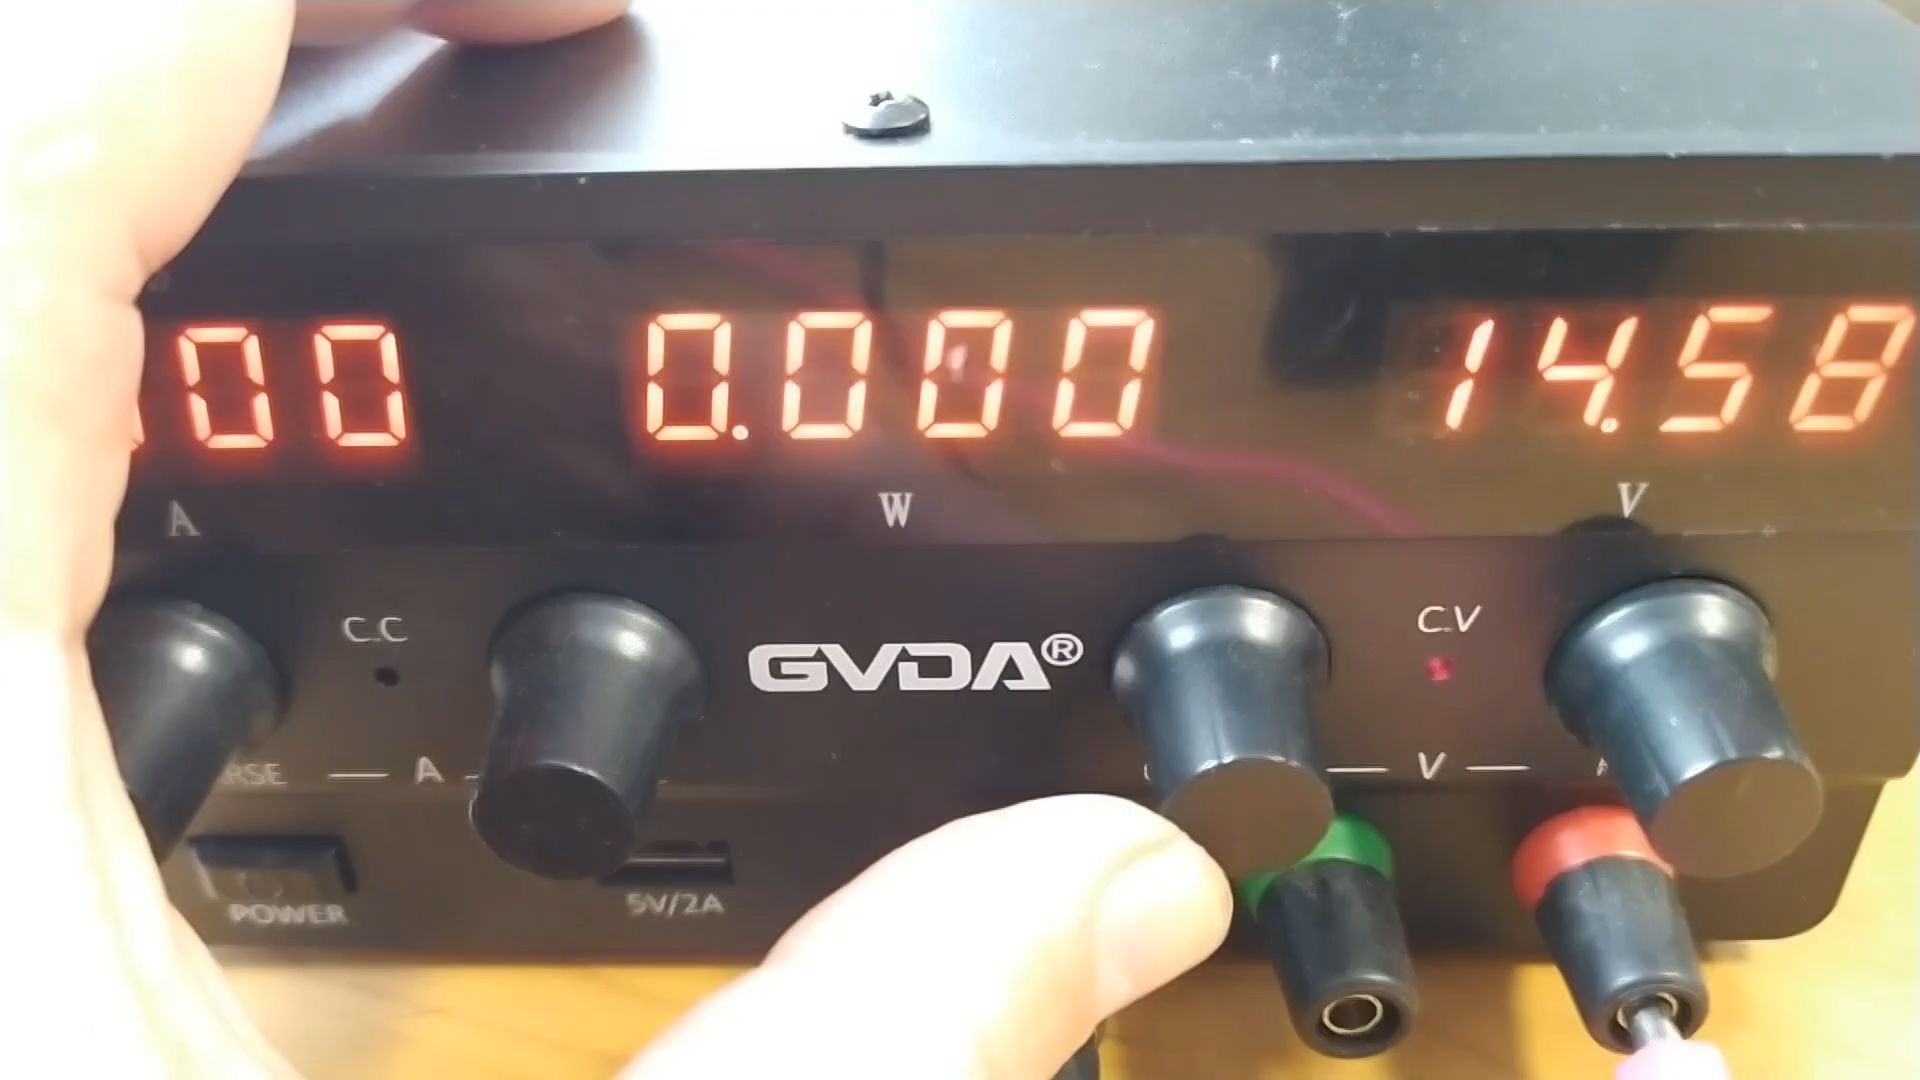 00 0.000 14.58
A W V
C.C C.V
GVDA®
RSE A V
POWER 5V/2A